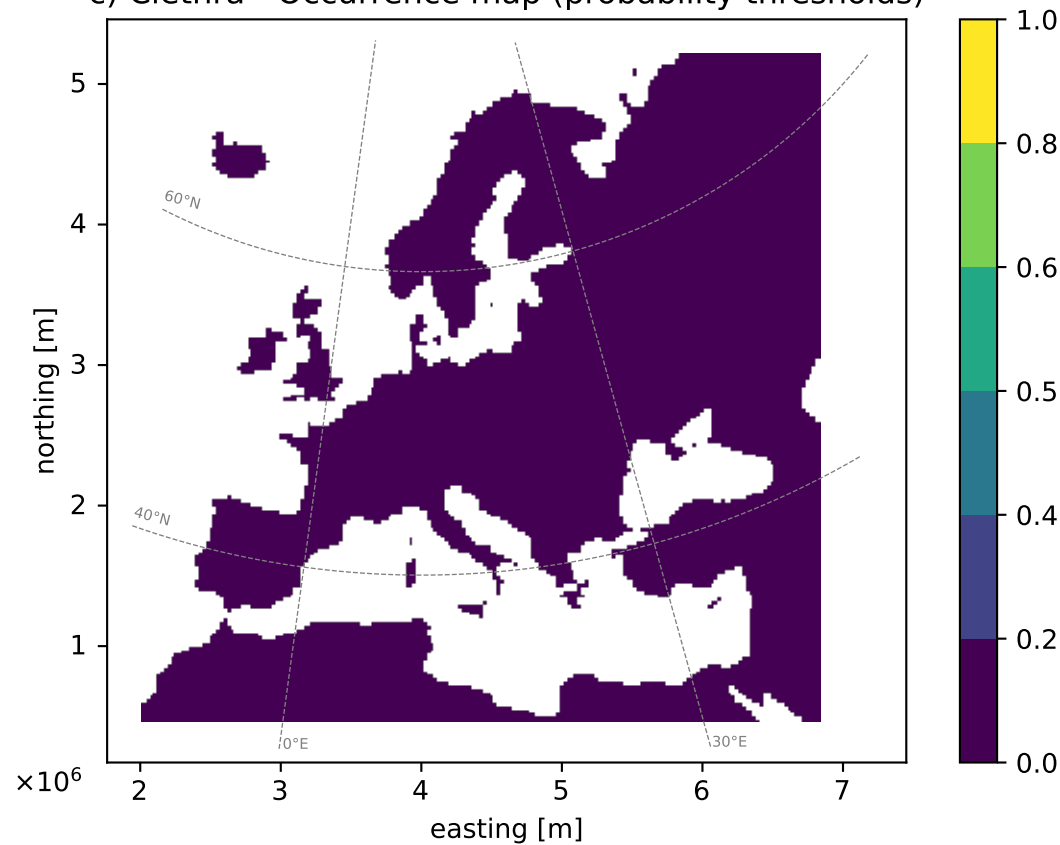 c) Clethra - Occurrence map (probability thresholds)
1.0
0.8
0.6
0.5
0.4
0.2
0.0
5
4
3
2
1
northing [m]
60°N
40°N
0°E
30°E
×10⁶
2 3 4 5 6 7
easting [m]